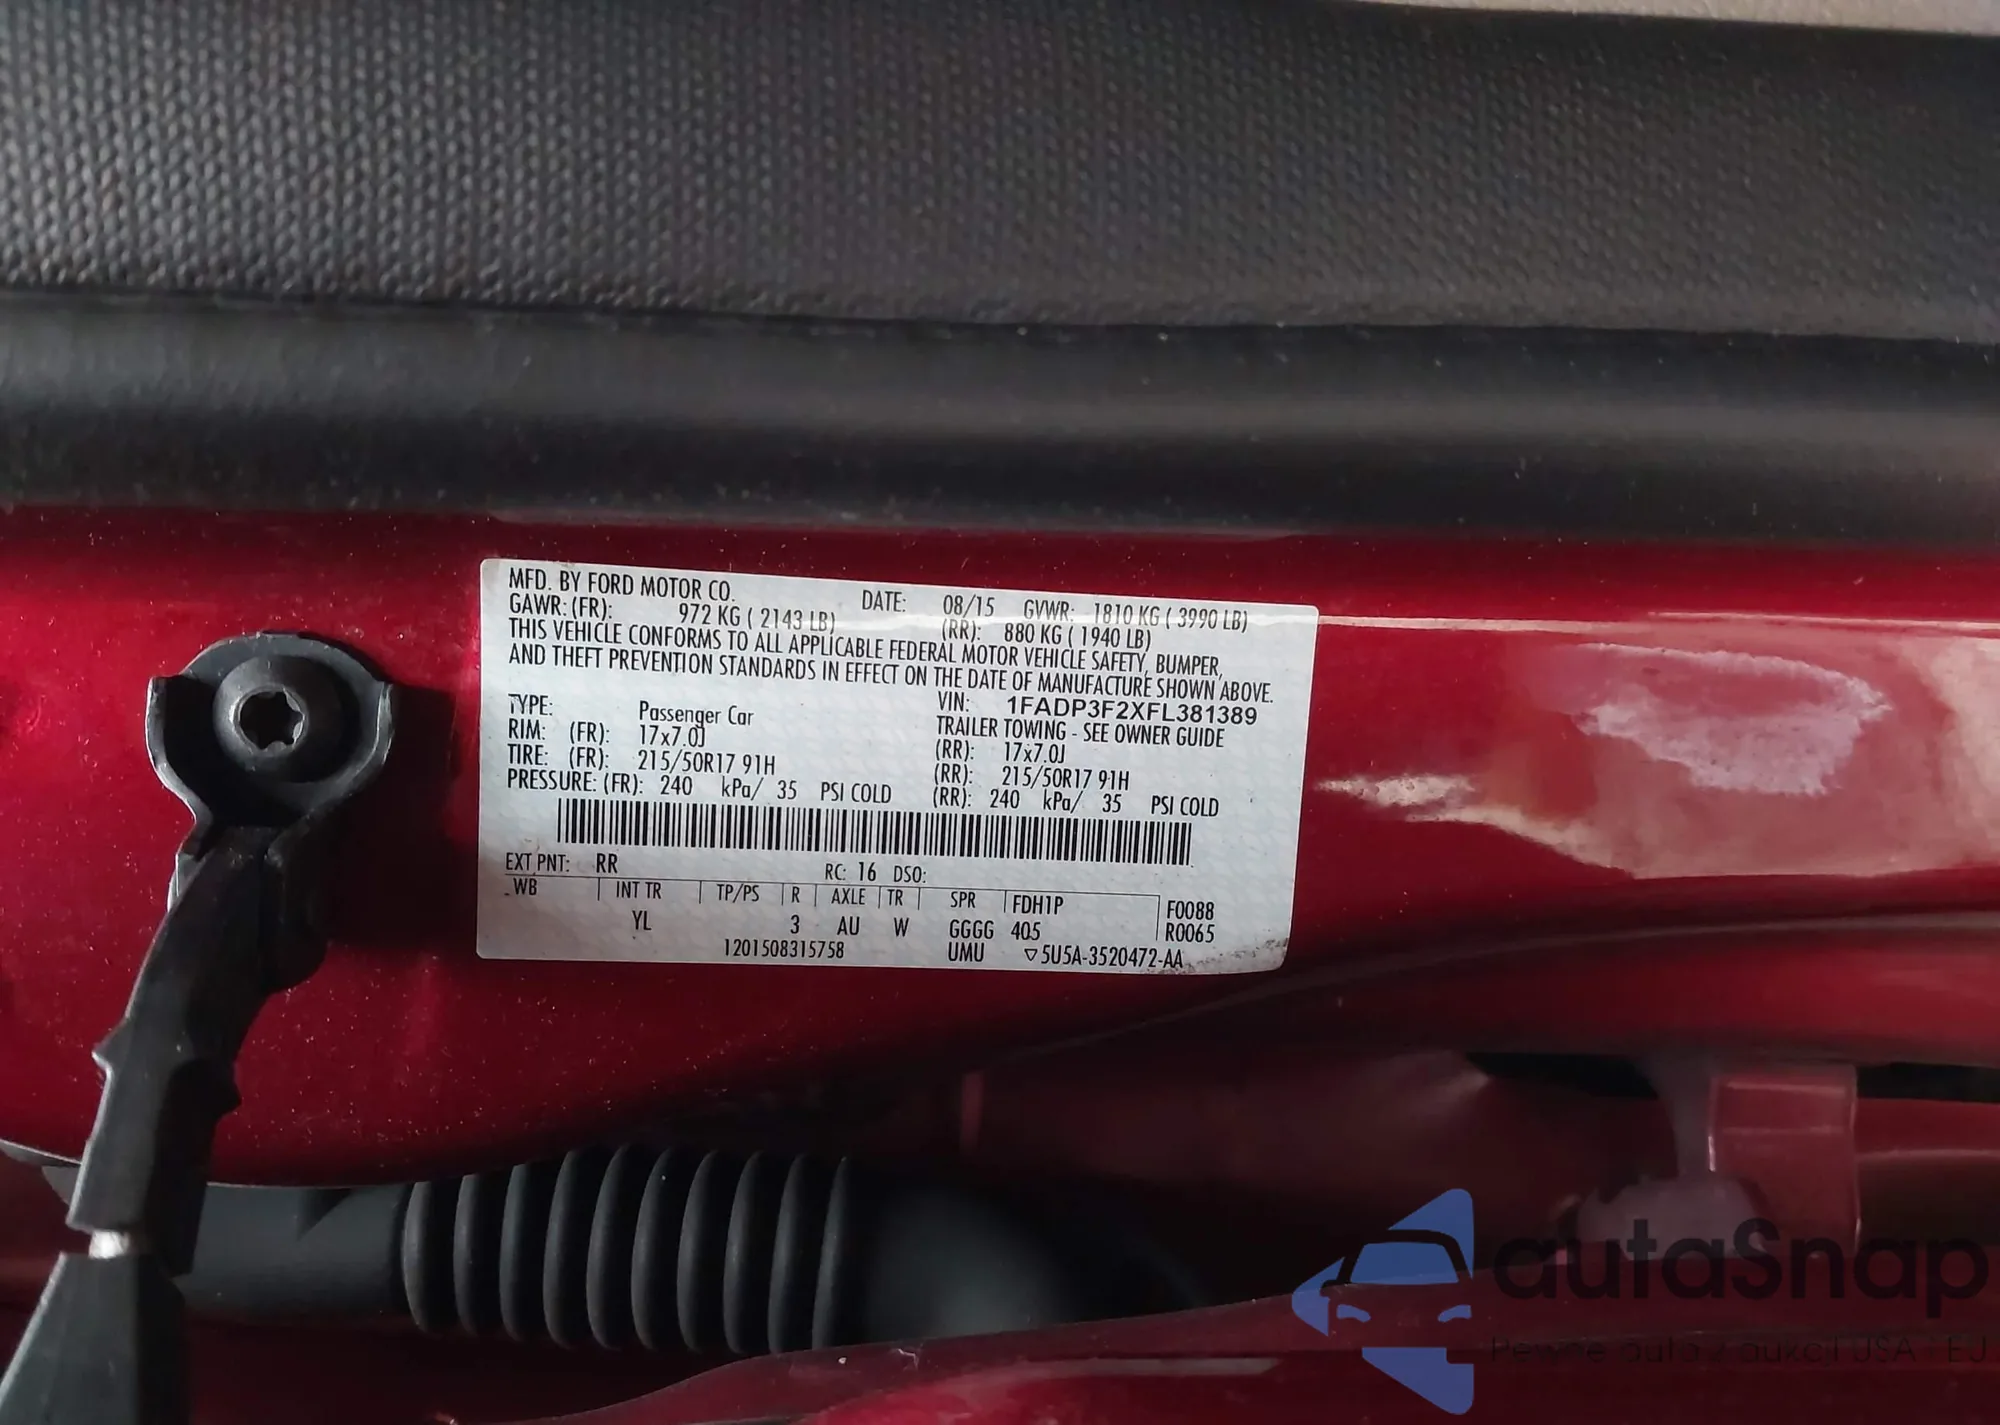 MFD. BY FORD MOTOR CO. DATE: 08/15 GVWR: 1810 KG ( 3990 LB)
GAWR: (FR): 972 KG ( 2143 LB) (RR): 880 KG ( 1940 LB)
THIS VEHICLE CONFORMS TO ALL APPLICABLE FEDERAL MOTOR VEHICLE SAFETY, BUMPER,
AND THEFT PREVENTION STANDARDS IN EFFECT ON THE DATE OF MANUFACTURE SHOWN ABOVE.
VIN: 1FADP3F2XFL381389
TYPE: Passenger Car TRAILER TOWING - SEE OWNER GUIDE
RIM: (FR): 17x7.0J (RR): 17x7.0J
TIRE: (FR): 215/50R17 91H (RR): 215/50R17 91H
PRESSURE: (FR): 240 kPa/ 35 PSI COLD (RR): 240 kPa/ 35 PSI COLD
EXT PNT: RR RC: 16 DSO:
WB INT TR TP/PS R AXLE TR SPR FDH1P F0088
YL 3 AU W GGGG 405 R0065
1201508315758 UMU ▽5U5A-3520472-AA
autaSnap
Pewne auta z aukcji USA i EU